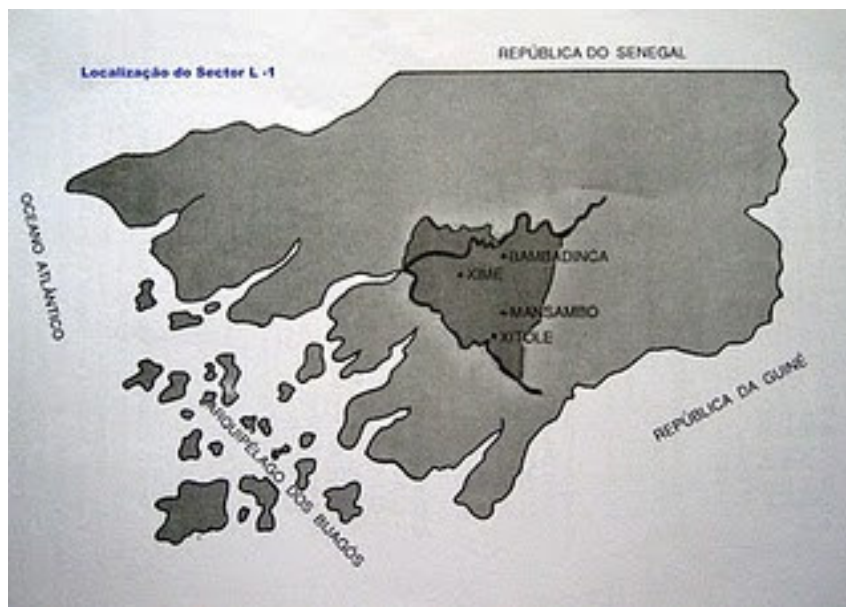 REPÚBLICA DO SENEGAL
Localização do Sector L -1
OCEANO ATLÂNTICO
BAMBADINCA
XIME
MANSAMBO
XITOLE
REPÚBLICA DA GUINÉ
ARQUIPÉLAGO DOS BIJAGÓS